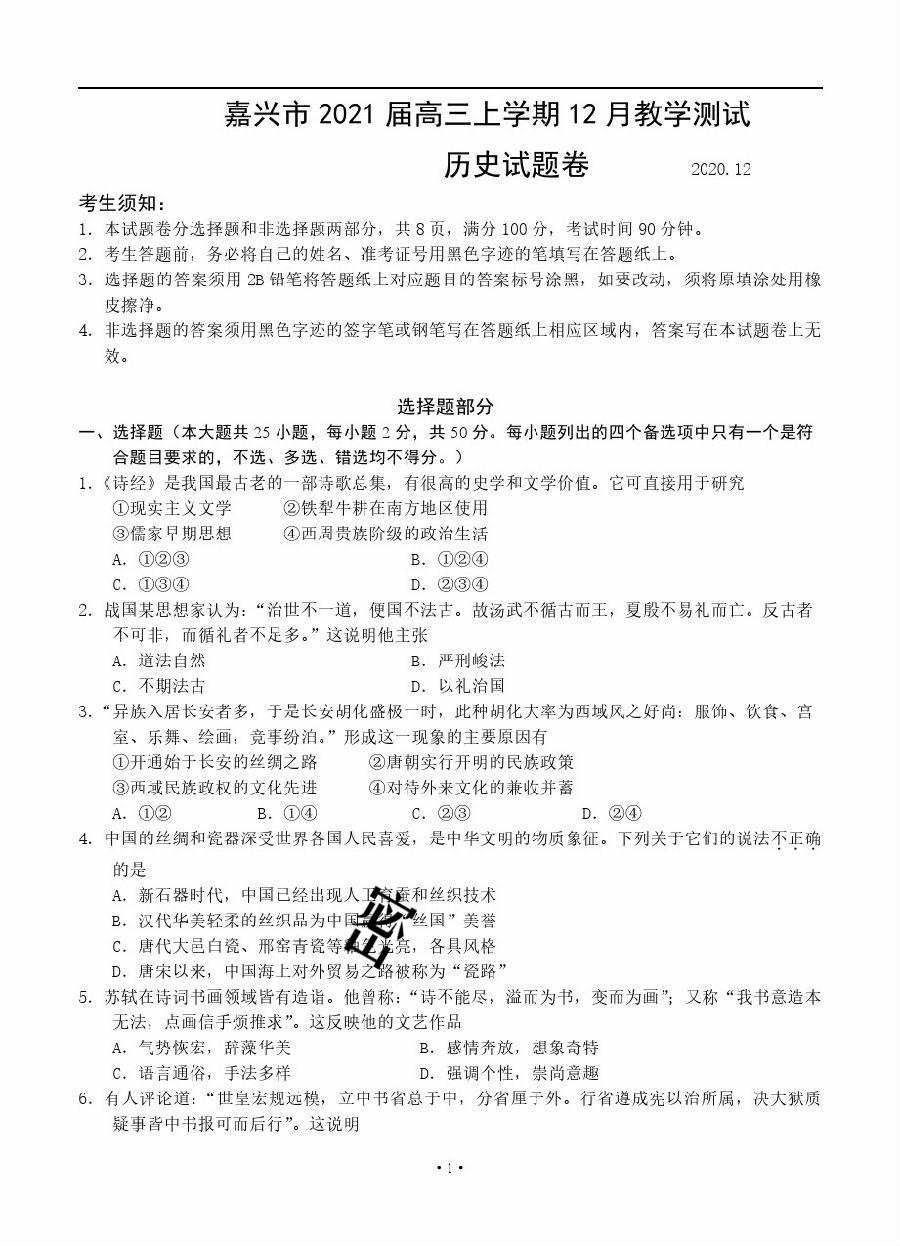 嘉兴市 2021 届高三上学期 12 月教学测试
历史试题卷 2020.12
考生须知：
1．本试题卷分选择题和非选择题两部分，共 8 页，满分 100 分，考试时间 90 分钟。
2．考生答题前，务必将自己的姓名、准考证号用黑色字迹的笔填写在答题纸上。
3．选择题的答案须用 2B 铅笔将答题纸上对应题目的答案标号涂黑，如要改动，须将原填涂处用橡
皮擦净。
4．非选择题的答案须用黑色字迹的签字笔或钢笔写在答题纸上相应区域内，答案写在本试题卷上无
效。
选择题部分
一、选择题（本大题共 25 小题，每小题 2 分，共 50 分。每小题列出的四个备选项中只有一个是符
合题目要求的，不选、多选、错选均不得分。）
1．《诗经》是我国最古老的一部诗歌总集，有很高的史学和文学价值。它可直接用于研究
①现实主义文学 ②铁犁牛耕在南方地区使用
③儒家早期思想 ④西周贵族阶级的政治生活
A．①②③ B．①②④
C．①③④ D．②③④
2．战国某思想家认为：“治世不一道，便国不法古。故汤武不循古而王，夏殷不易礼而亡。反古者
不可非，而循礼者不足多。”这说明他主张
A．道法自然 B．严刑峻法
C．不期法古 D．以礼治国
3．“异族入居长安者多，于是长安胡化盛极一时，此种胡化大率为西域风之好尚：服饰、饮食、宫
室、乐舞、绘画，竞事纷泊。”形成这一现象的主要原因有
①开通始于长安的丝绸之路 ②唐朝实行开明的民族政策
③西域民族政权的文化先进 ④对待外来文化的兼收并蓄
A．①② B．①④ C．②③ D．②④
4．中国的丝绸和瓷器深受世界各国人民喜爱，是中华文明的物质象征。下列关于它们的说法不正确
的是
A．新石器时代，中国已经出现人工育蚕和丝织技术
B．汉代华美轻柔的丝织品为中国“丝国”美誉
C．唐代大邑白瓷、邢窑青瓷等光亮，各具风格
D．唐宋以来，中国海上对外贸易之路被称为“瓷路”
密
5．苏轼在诗词书画领域皆有造诣。他曾称：“诗不能尽，溢而为书，变而为画”；又称“我书意造本
无法，点画信手烦推求”。这反映他的文艺作品
A．气势恢宏，辞藻华美 B．感情奔放，想象奇特
C．语言通俗，手法多样 D．强调个性，崇尚意趣
6．有人评论道：“世皇宏规远模，立中书省总于中，分省厘于外。行省遵成宪以治所属，决大狱质
疑事皆中书报可而后行”。这说明
·1·